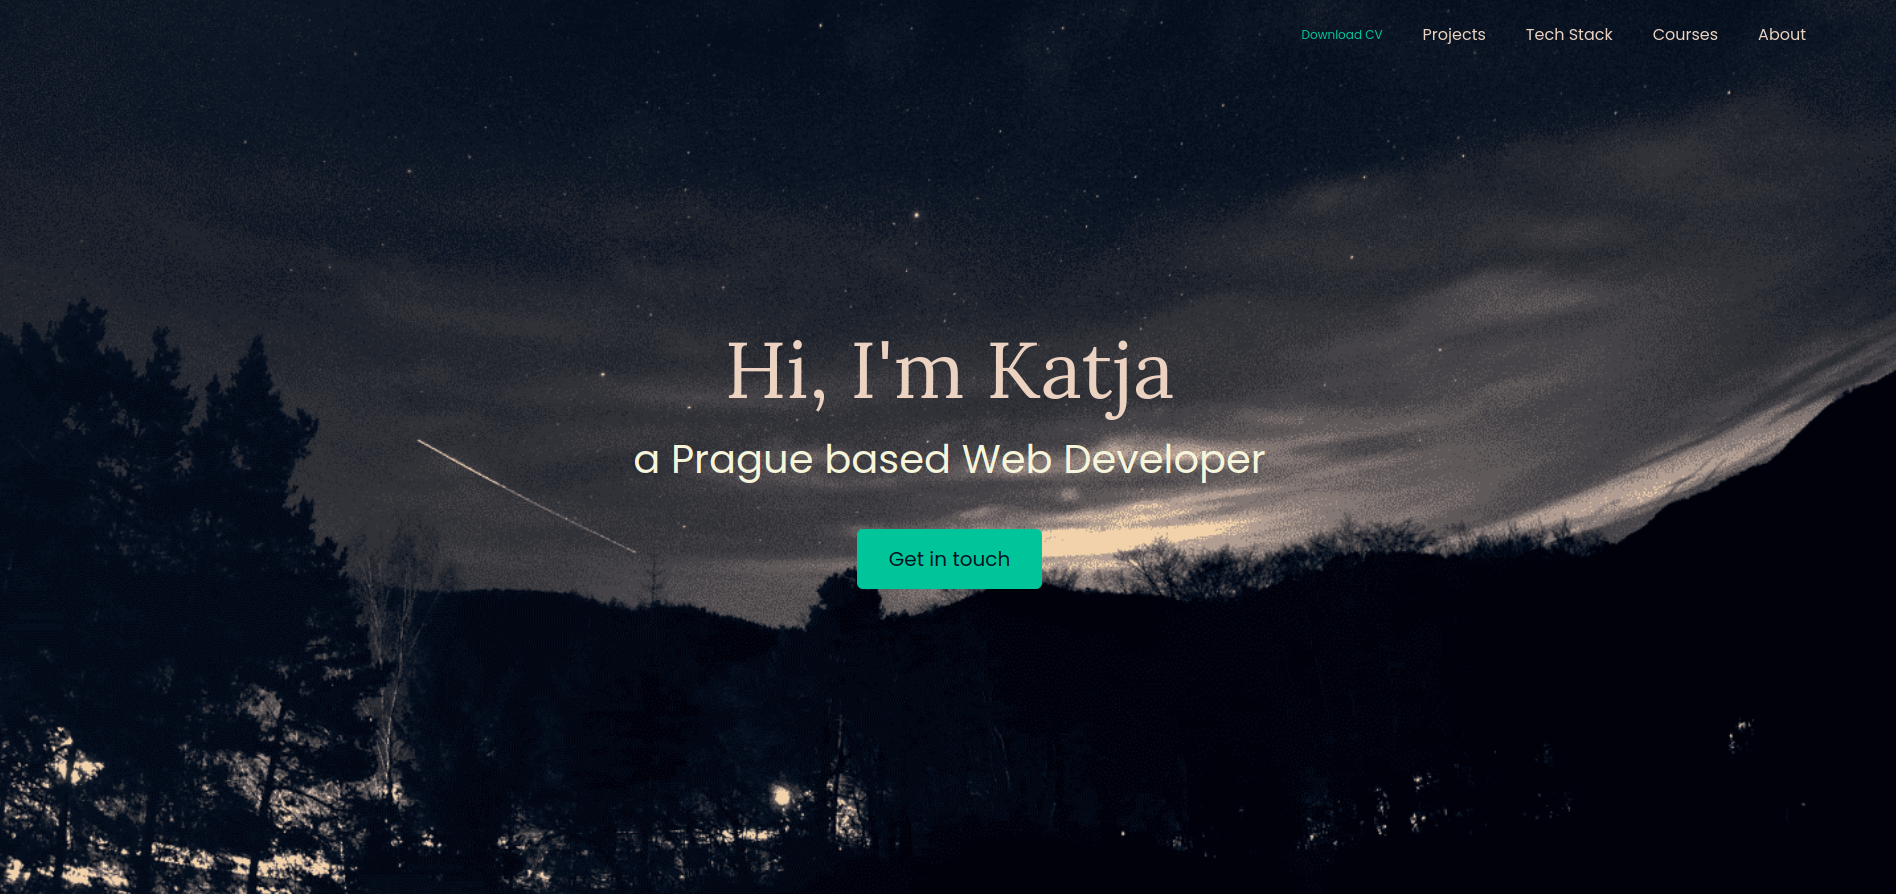 Download CV Projects Tech Stack Courses About
Hi, I'm Katja
a Prague based Web Developer
Get in touch